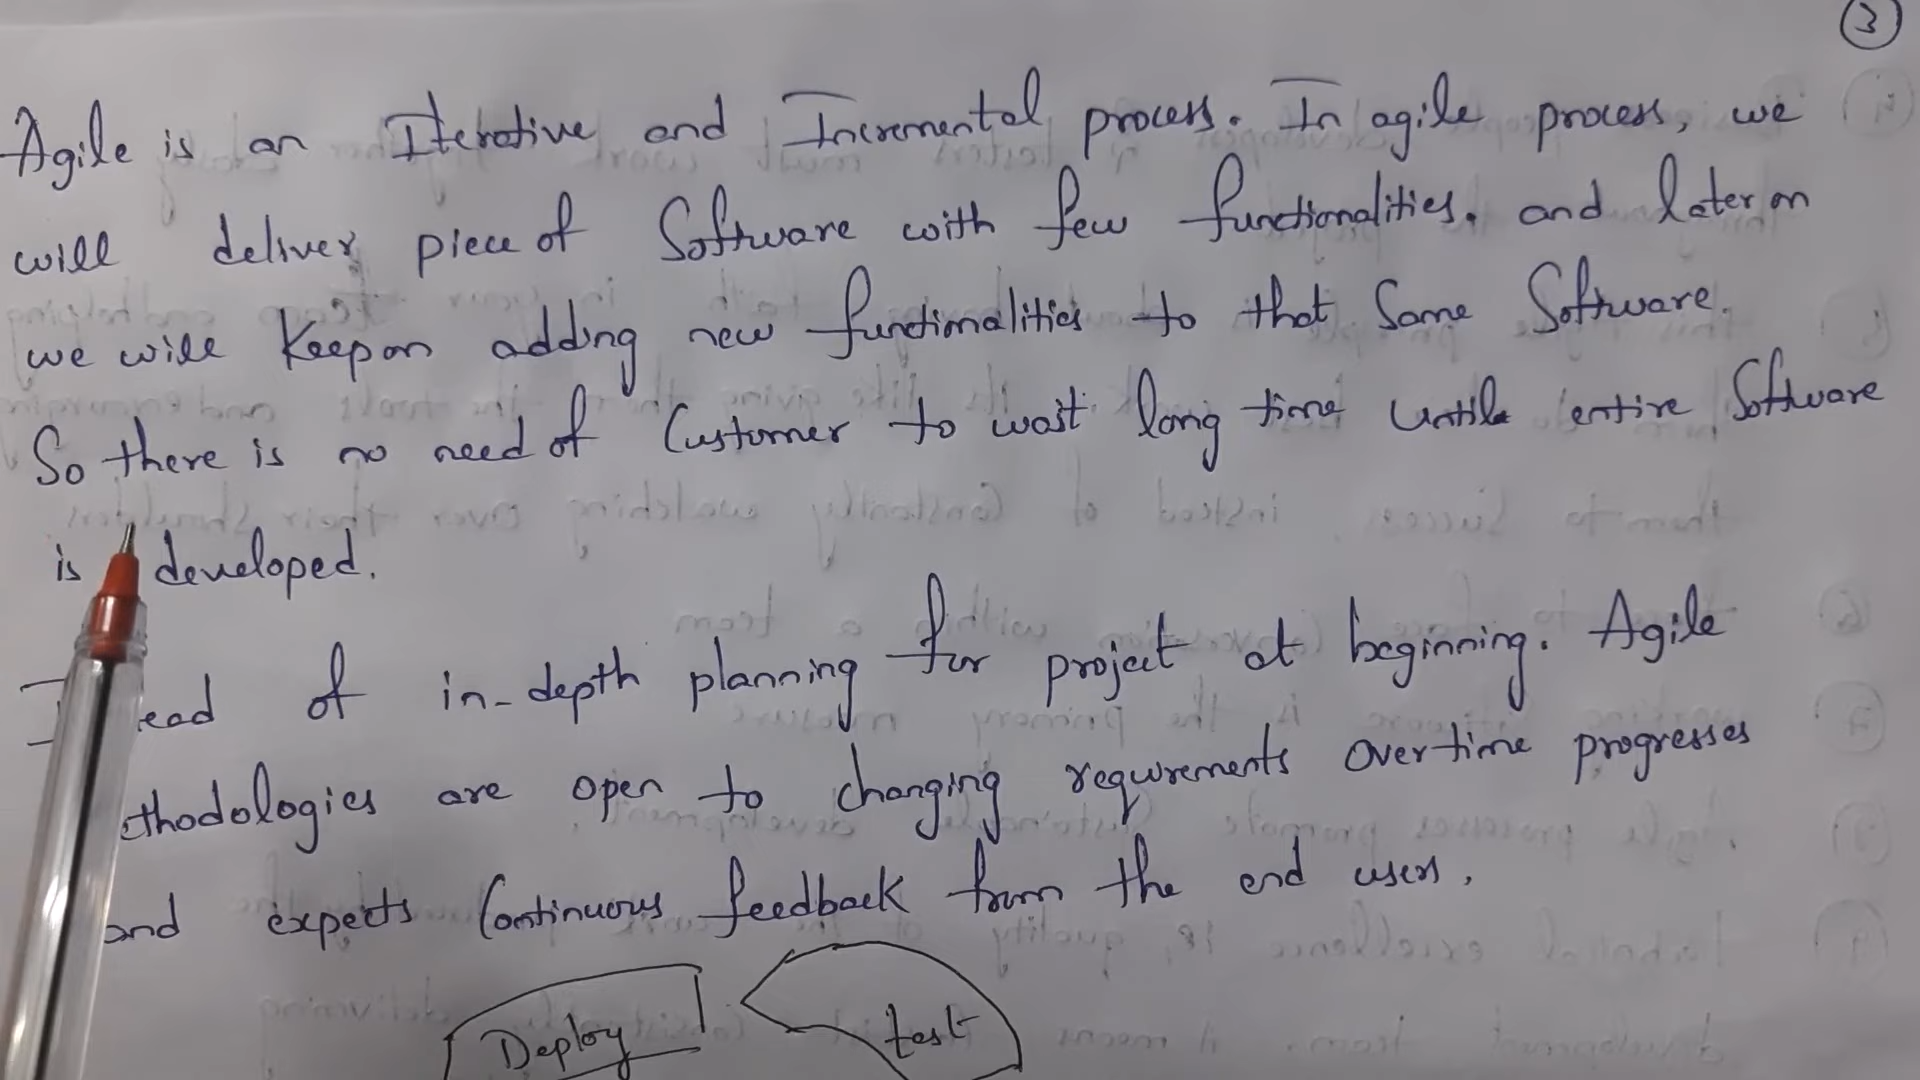 3
Agile is an Iterative and Incremental process. In agile process, we
will deliver piece of Software with few functionalities. and later on
we will keep on adding new functionalities to that same Software.
So there is no need of Customer to wait long time until entire Software
is developed.
ead of in-depth planning for project at beginning. Agile
thodologies are open to changing requirements overtime progresses
and expects Continuous feedback from the end users.
Deploy test